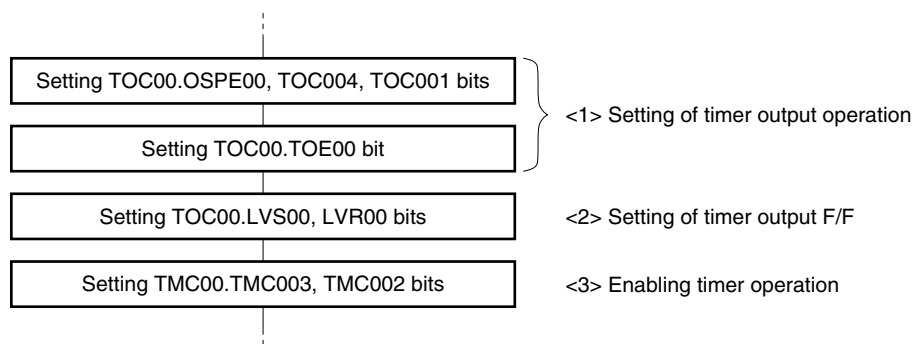 Setting TOC00.OSPE00, TOC004, TOC001 bits
<1> Setting of timer output operation
Setting TOC00.TOE00 bit
Setting TOC00.LVS00, LVR00 bits
<2> Setting of timer output F/F
Setting TMC00.TMC003, TMC002 bits
<3> Enabling timer operation